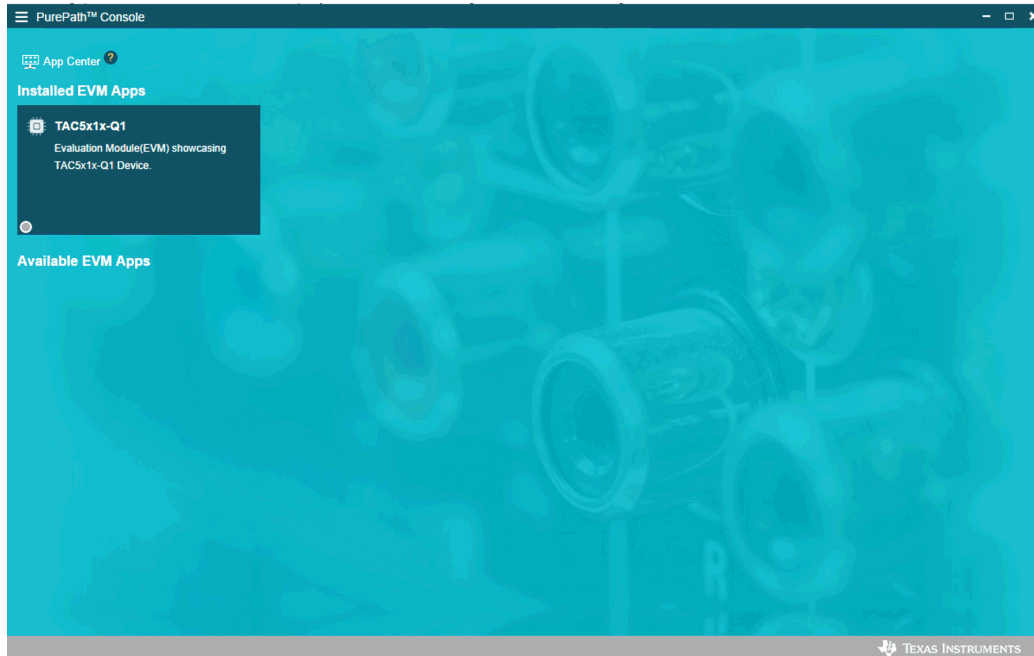 PurePath™ Console
App Center ?
Installed EVM Apps
TAC5x1x-Q1
Evaluation Module(EVM) showcasing
TAC5x1x-Q1 Device.
Available EVM Apps
R
TEXAS INSTRUMENTS